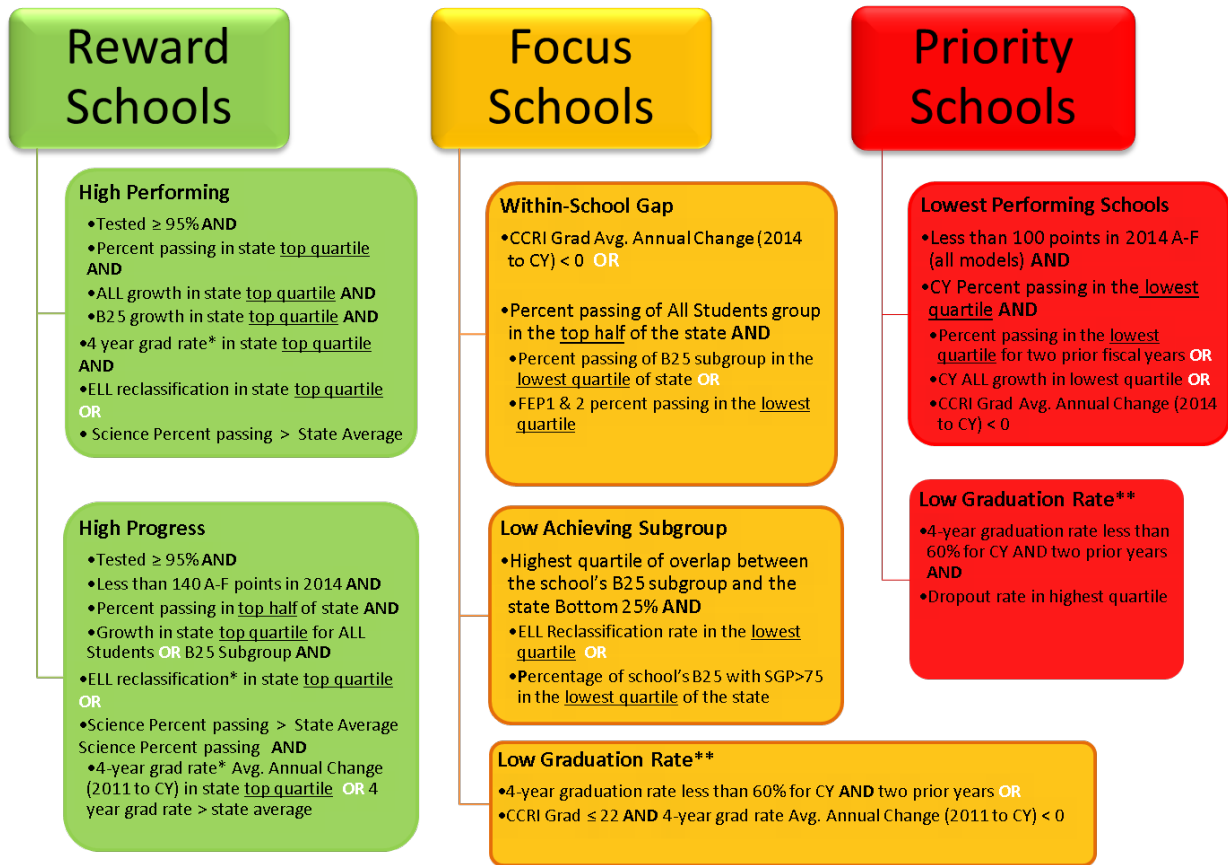 Reward
Schools
High Performing
•Tested ≥ 95% AND
•Percent passing in state top quartile
AND
•ALL growth in state top quartile AND
•B25 growth in state top quartile AND
•4 year grad rate* in state top quartile
AND
•ELL reclassification in state top quartile
OR
• Science Percent passing > State Average
High Progress
•Tested ≥ 95% AND
•Less than 140 A-F points in 2014 AND
•Percent passing in top half of state AND
•Growth in state top quartile for ALL
Students OR B25 Subgroup AND
•ELL reclassification* in state top quartile
OR
•Science Percent passing > State Average
Science Percent passing AND
•4-year grad rate* Avg. Annual Change
(2011 to CY) in state top quartile OR 4
year grad rate > state average
Focus
Schools
Within-School Gap
•CCRI Grad Avg. Annual Change (2014
to CY) < 0 OR
•Percent passing of All Students group
in the top half of the state AND
•Percent passing of B25 subgroup in the
lowest quartile of state OR
•FEP1 & 2 percent passing in the lowest
quartile
Low Achieving Subgroup
•Highest quartile of overlap between
the school's B25 subgroup and the
state Bottom 25% AND
•ELL Reclassification rate in the lowest
quartile OR
•Percentage of school's B25 with SGP>75
in the lowest quartile of the state
Low Graduation Rate**
•4-year graduation rate less than 60% for CY AND two prior years OR
•CCRI Grad ≤ 22 AND 4-year grad rate Avg. Annual Change (2011 to CY) < 0
Priority
Schools
Lowest Performing Schools
•Less than 100 points in 2014 A-F
(all models) AND
•CY Percent passing in the lowest
quartile AND
•Percent passing in the lowest
quartile for two prior fiscal years OR
•CY ALL growth in lowest quartile OR
•CCRI Grad Avg. Annual Change (2014
to CY) < 0
Low Graduation Rate**
•4-year graduation rate less than
60% for CY AND two prior years
AND
•Dropout rate in highest quartile